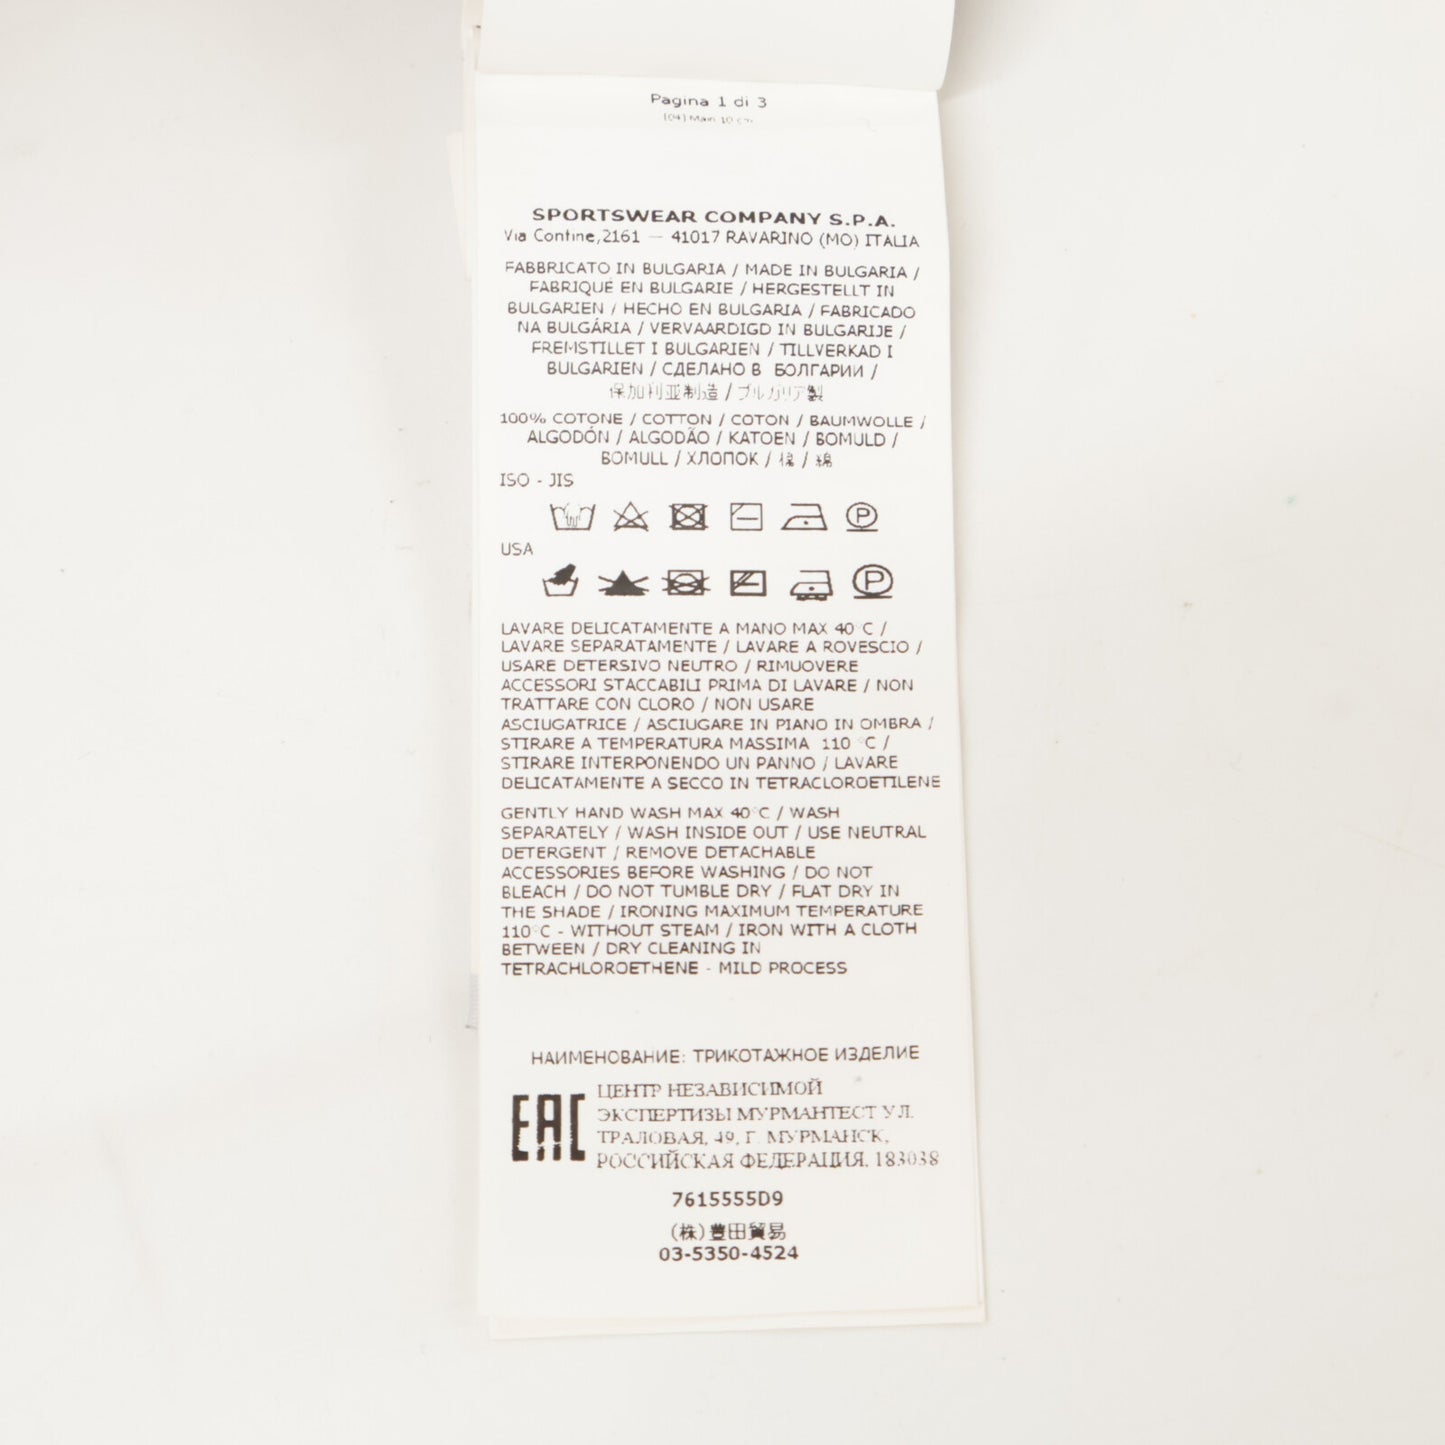 Pagina 1 di 3
(04) Main 10 cm
SPORTSWEAR COMPANY S.P.A.
Via Confine,2161 — 41017 RAVARINO (MO) ITALIA
FABBRICATO IN BULGARIA / MADE IN BULGARIA /
FABRIQUÉ EN BULGARIE / HERGESTELLT IN
BULGARIEN / HECHO EN BULGARIA / FABRICADO
NA BULGÁRIA / VERVAARDIGD IN BULGARIJE /
FREMSTILLET I BULGARIEN / TILLVERKAD I
BULGARIEN / СДЕЛАНО В БОЛГАРИИ /
保加利亚制造 / ブルガリア製
100% COTONE / COTTON / COTON / BAUMWOLLE /
ALGODÓN / ALGODÃO / KATOEN / BOMULD /
BOMULL / ХЛОПОК / 棉 / 綿
ISO - JIS
P
USA
P
LAVARE DELICATAMENTE A MANO MAX 40°C /
LAVARE SEPARATAMENTE / LAVARE A ROVESCIO /
USARE DETERSIVO NEUTRO / RIMUOVERE
ACCESSORI STACCABILI PRIMA DI LAVARE / NON
TRATTARE CON CLORO / NON USARE
ASCIUGATRICE / ASCIUGARE IN PIANO IN OMBRA /
STIRARE A TEMPERATURA MASSIMA 110 °C /
STIRARE INTERPONENDO UN PANNO / LAVARE
DELICATAMENTE A SECCO IN TETRACLOROETILENE
GENTLY HAND WASH MAX 40°C / WASH
SEPARATELY / WASH INSIDE OUT / USE NEUTRAL
DETERGENT / REMOVE DETACHABLE
ACCESSORIES BEFORE WASHING / DO NOT
BLEACH / DO NOT TUMBLE DRY / FLAT DRY IN
THE SHADE / IRONING MAXIMUM TEMPERATURE
110°C - WITHOUT STEAM / IRON WITH A CLOTH
BETWEEN / DRY CLEANING IN
TETRACHLOROETHENE - MILD PROCESS
НАИМЕНОВАНИЕ: ТРИКОТАЖНОЕ ИЗДЕЛИЕ
EAC
ЦЕНТР НЕЗАВИСИМОЙ
ЭКСПЕРТИЗЫ МУРМАНТЕСТ УЛ.
ТРАЛОВАЯ, 49, Г. МУРМАНСК,
РОССИЙСКАЯ ФЕДЕРАЦИЯ, 183038
7615555D9
(株)豊田貿易
03-5350-4524